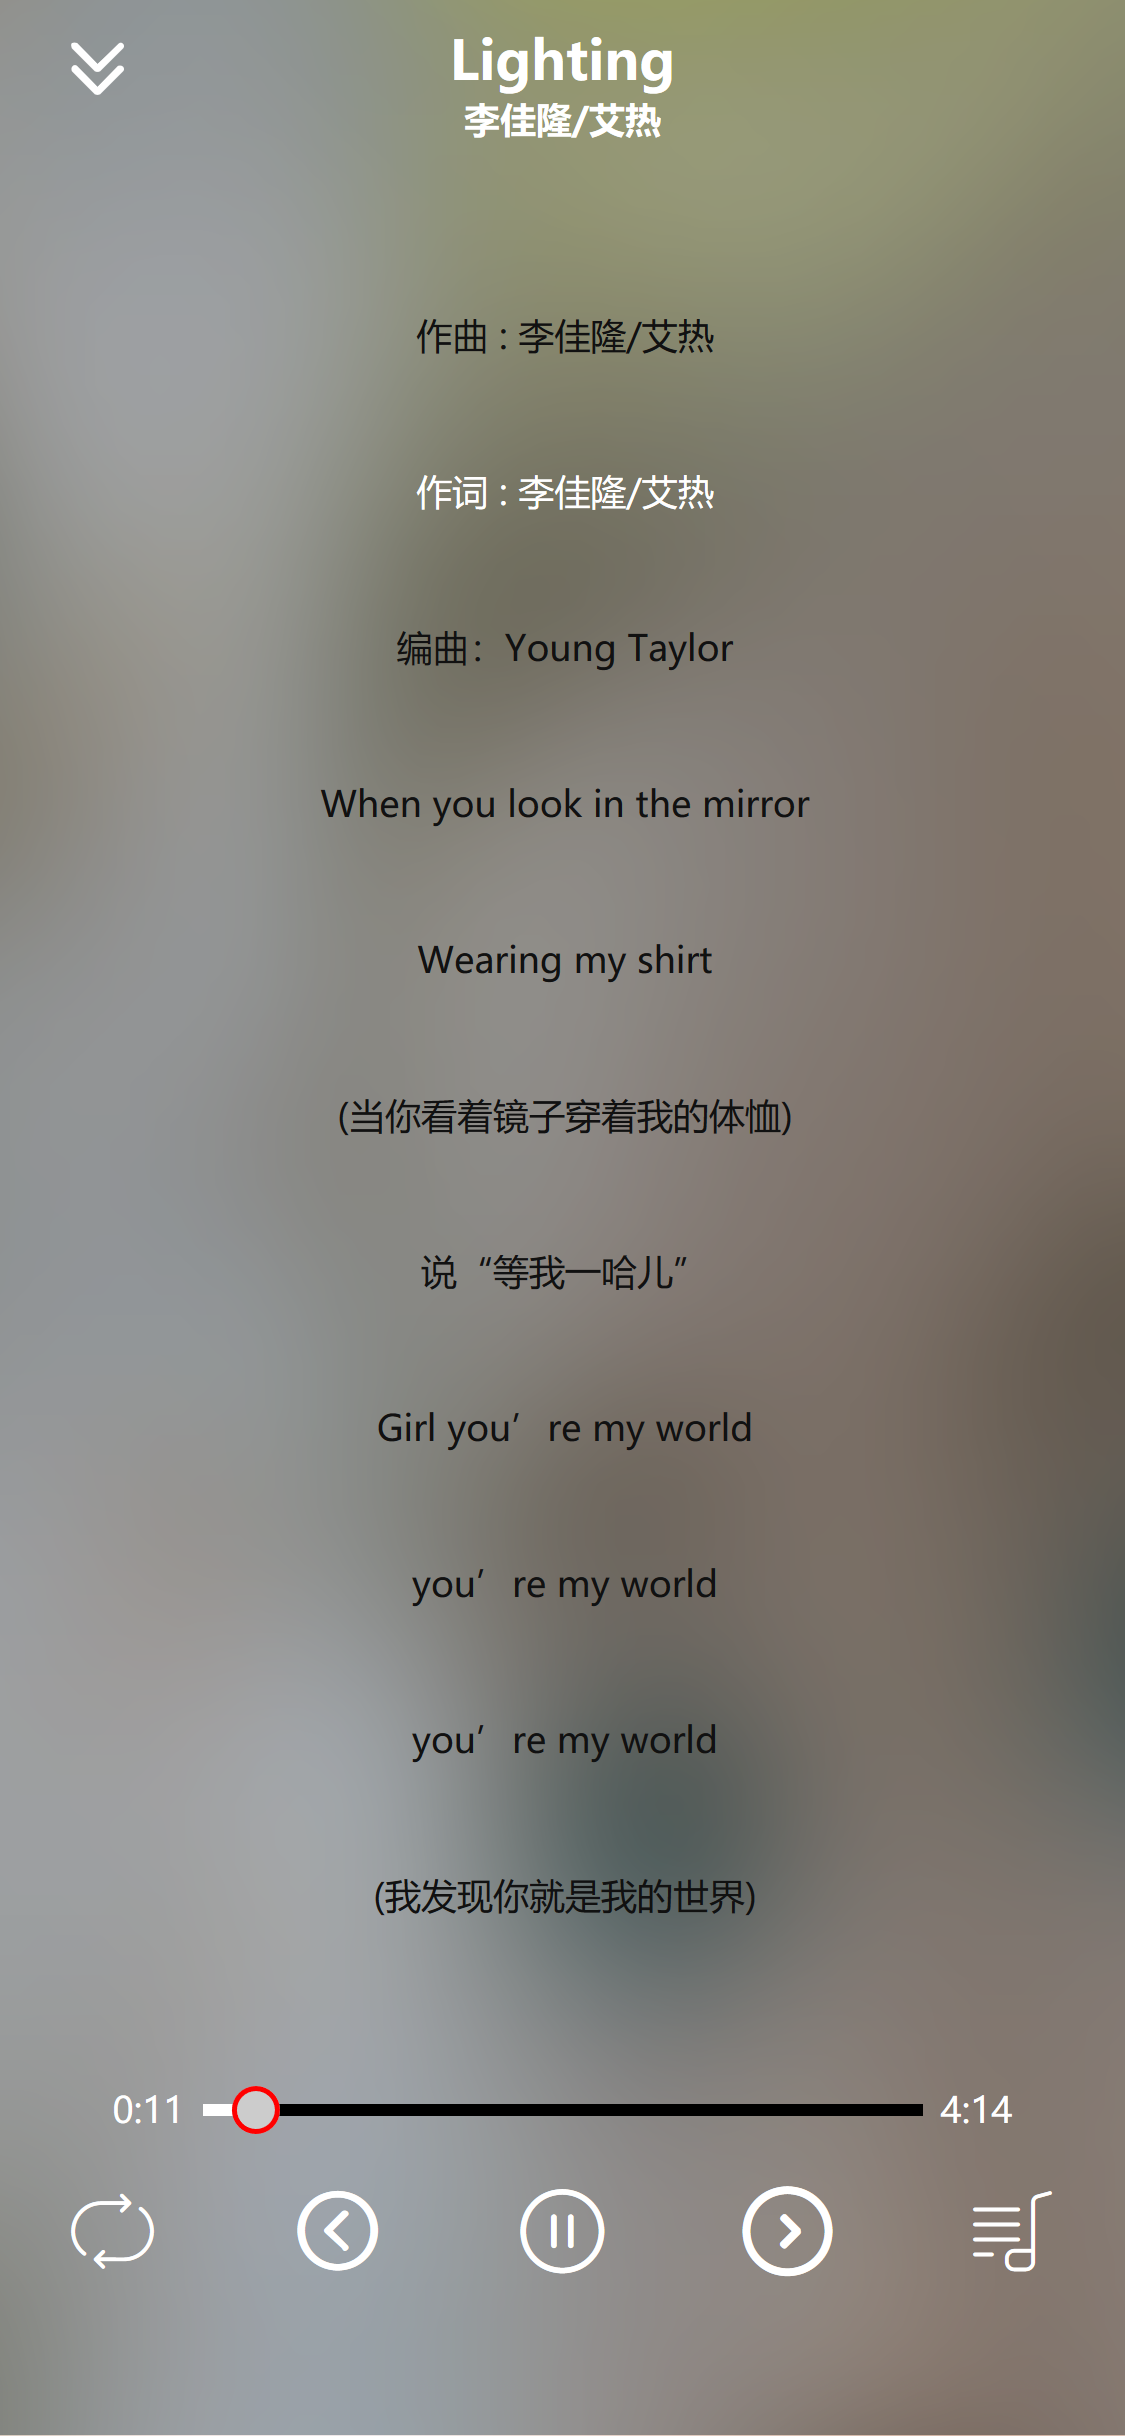 Lighting
李佳隆/艾热
作曲 : 李佳隆/艾热
作词 : 李佳隆/艾热
编曲：Young Taylor
When you look in the mirror
Wearing my shirt
(当你看着镜子穿着我的体恤)
说“等我一哈儿”
Girl you’re my world
you’re my world
you’re my world
(我发现你就是我的世界)
0:11 4:14